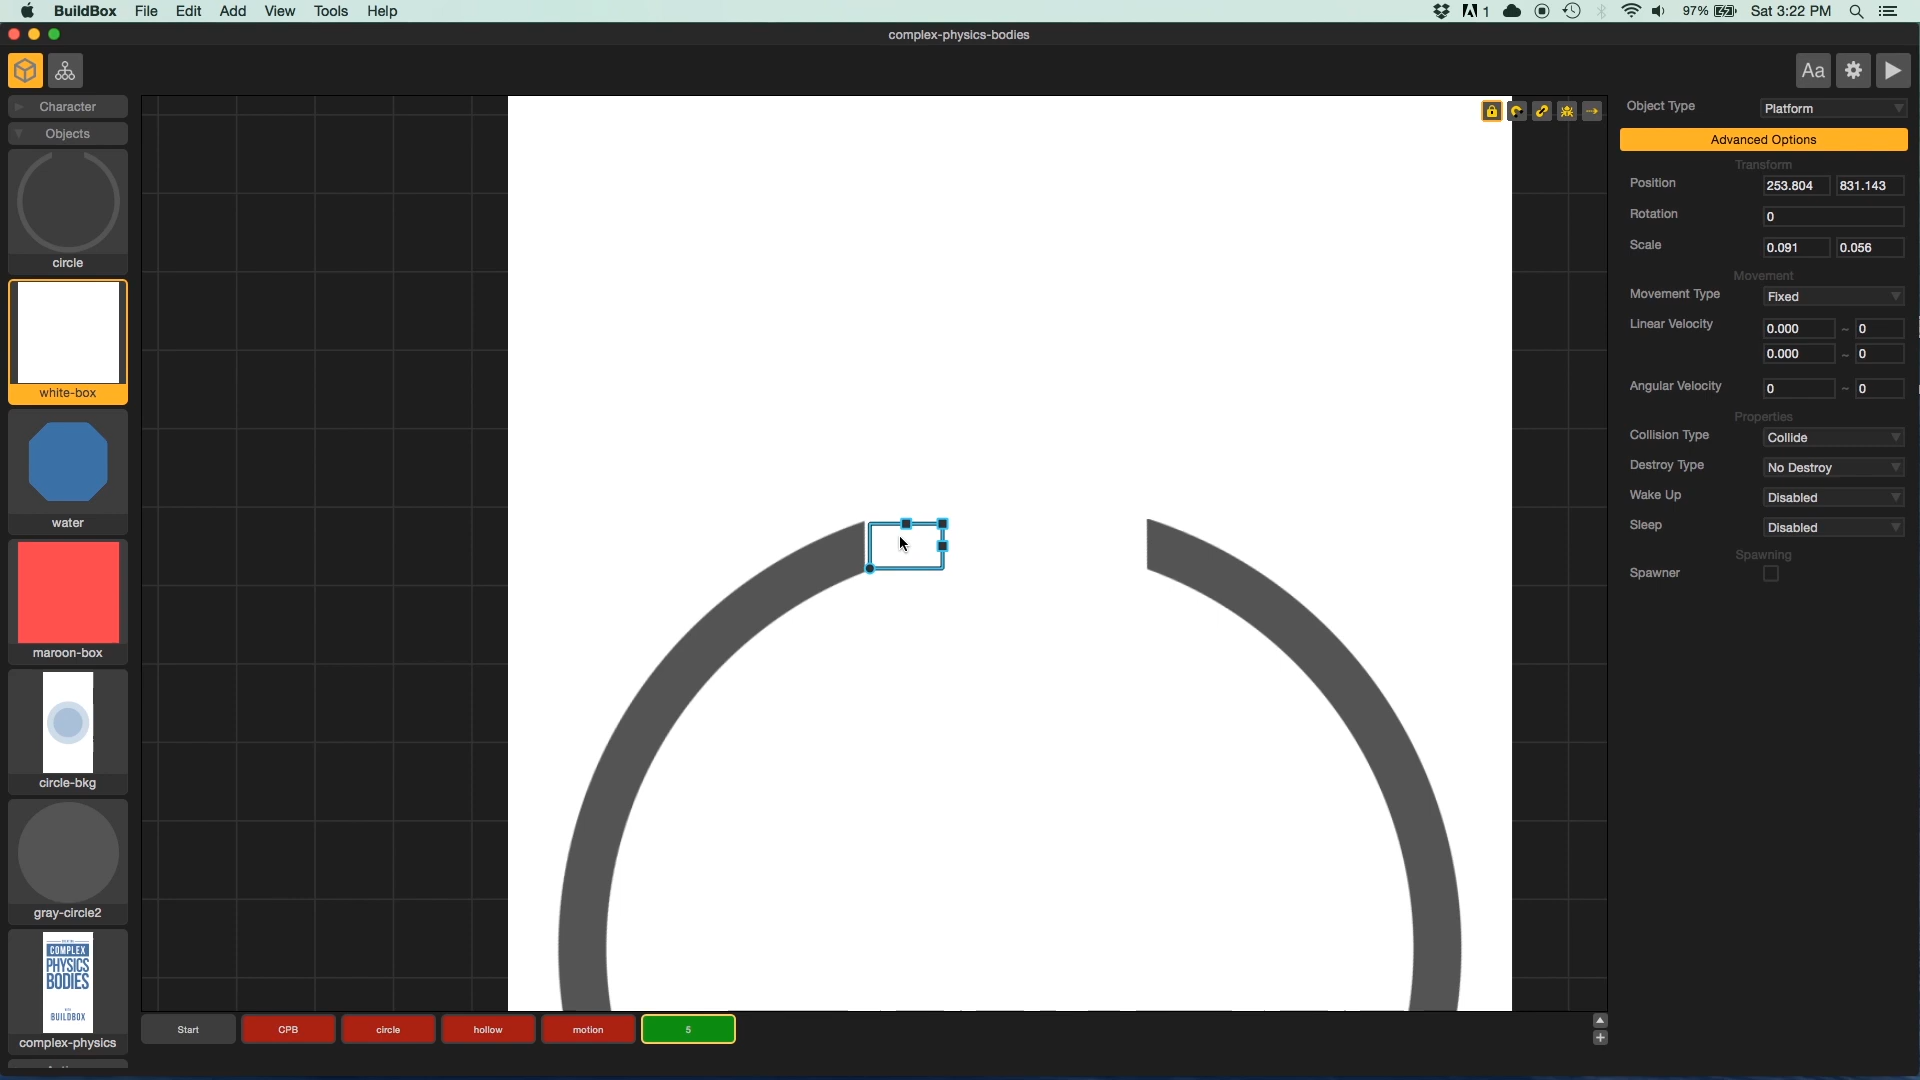 BuildBox File Edit Add View Tools Help 1 97% Sat 3:22 PM
complex-physics-bodies
Aa
Character
Objects
circle
white-box
water
maroon-box
circle-bkg
gray-circle2
COMPLEX
PHYSICS
BODIES
BUILDBOX
complex-physics
Start CPB circle hollow motion 5
Object Type Platform
Advanced Options
Transform
Position 253.804 831.143
Rotation 0
Scale 0.091 0.056
Movement
Movement Type Fixed
Linear Velocity 0.000 ~ 0
0.000 ~ 0
Angular Velocity 0 ~ 0
Properties
Collision Type Collide
Destroy Type No Destroy
Wake Up Disabled
Sleep Disabled
Spawning
Spawner